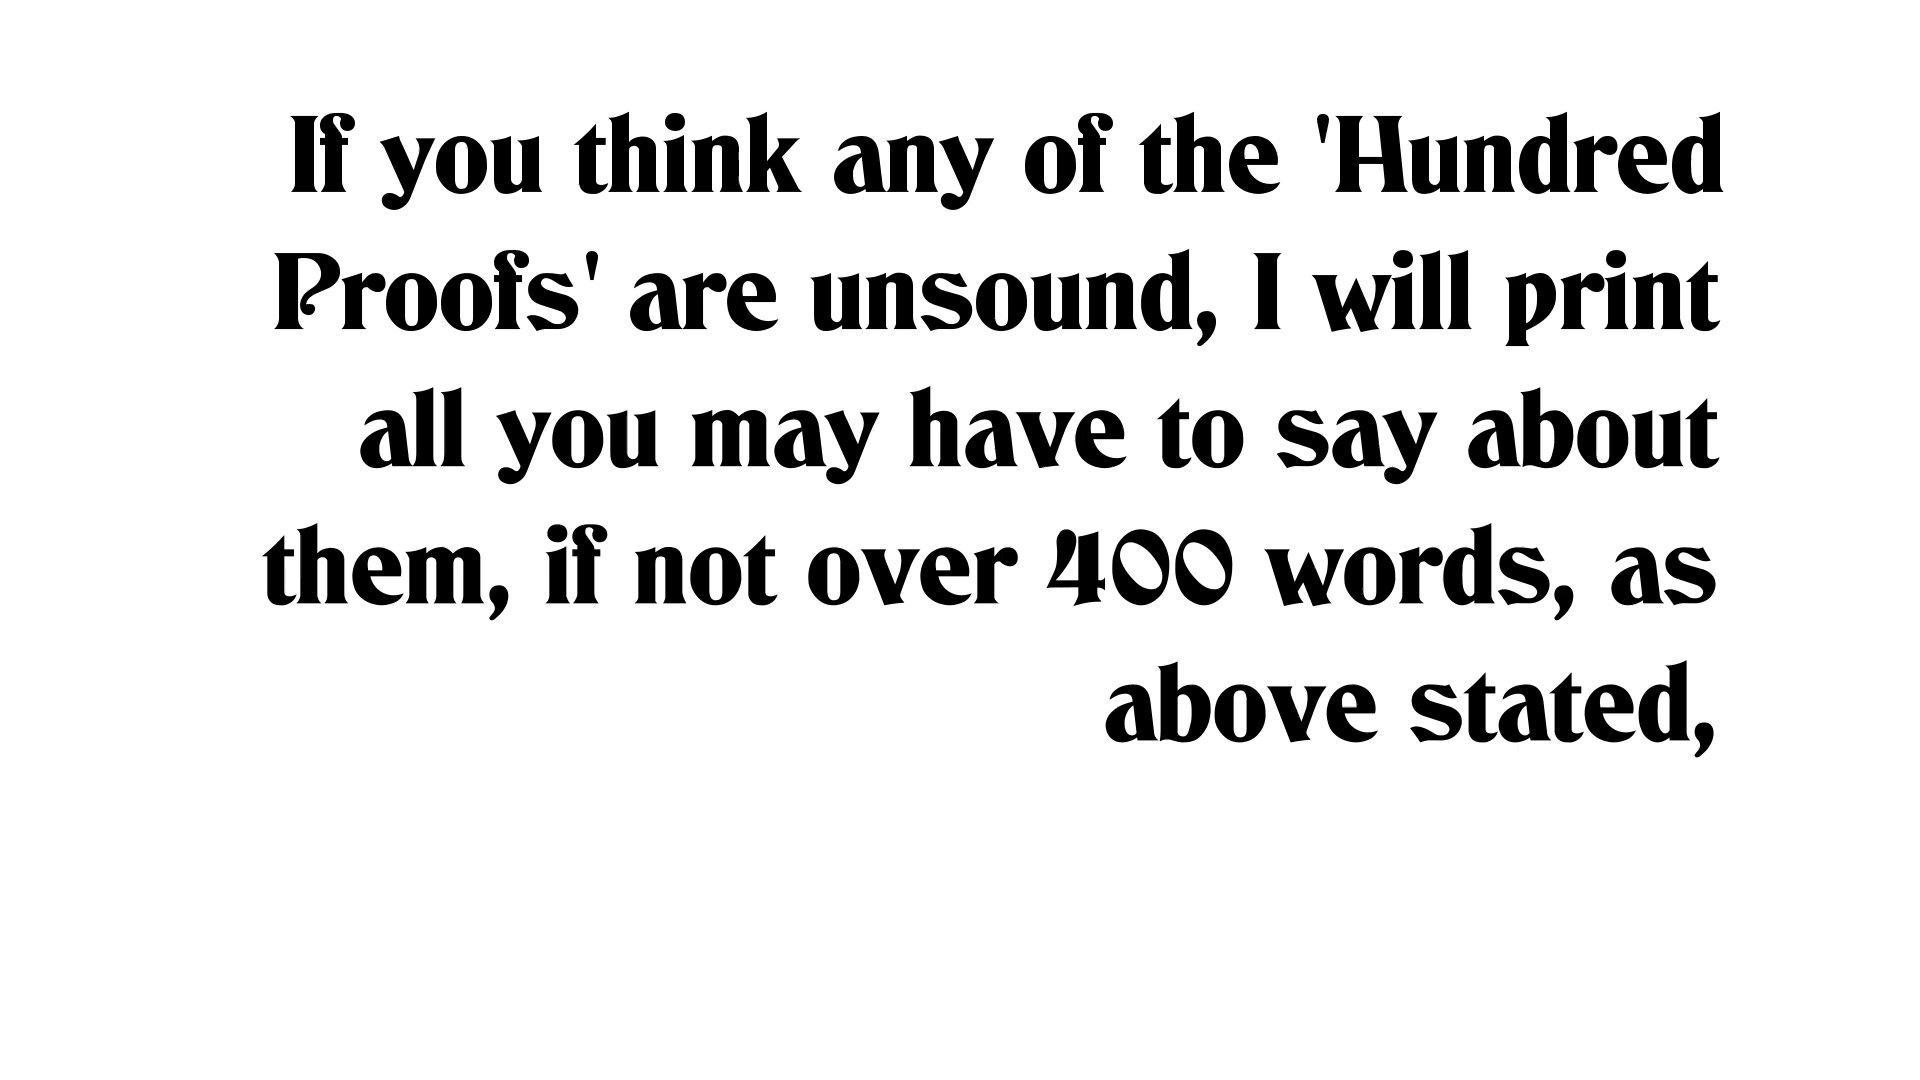 If you think any of the 'Hundred
Proofs' are unsound, I will print
all you may have to say about
them, if not over 400 words, as
above stated,